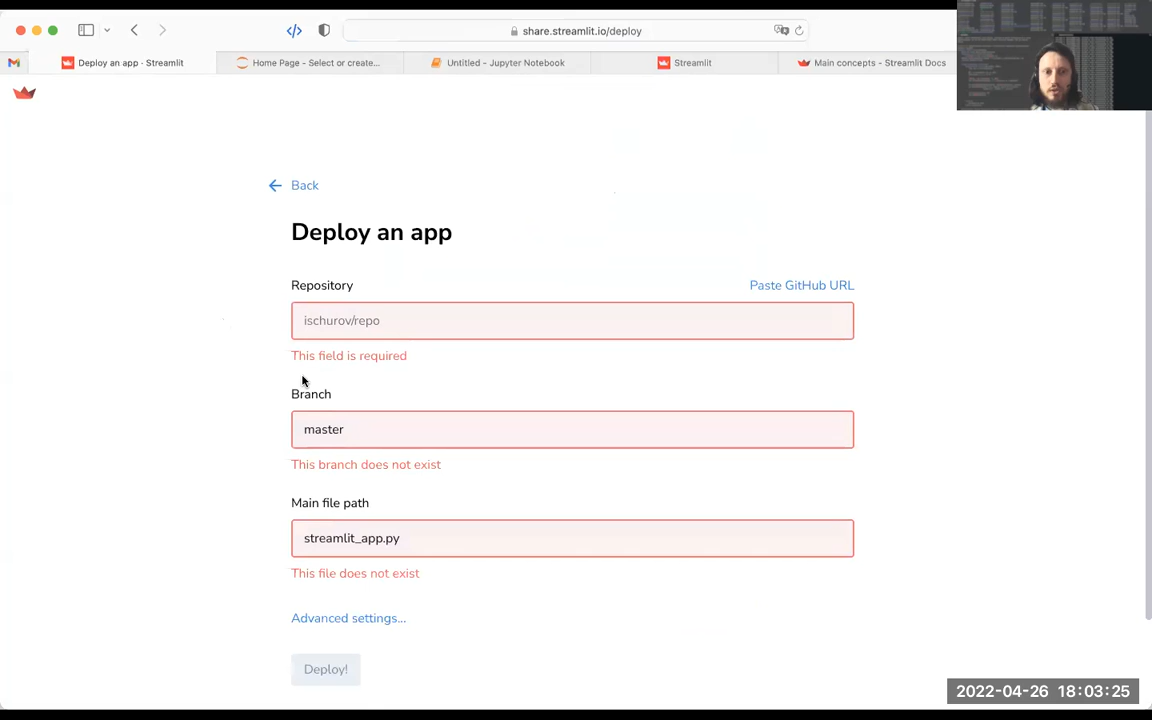 share.streamlit.io/deploy
Deploy an app · Streamlit
Home Page - Select or create...
Untitled - Jupyter Notebook
Streamlit
Main concepts - Streamlit Docs
Back
Deploy an app
Repository
Paste GitHub URL
ischurov/repo
This field is required
Branch
master
This branch does not exist
Main file path
streamlit_app.py
This file does not exist
Advanced settings...
Deploy!
2022-04-26 18:03:25